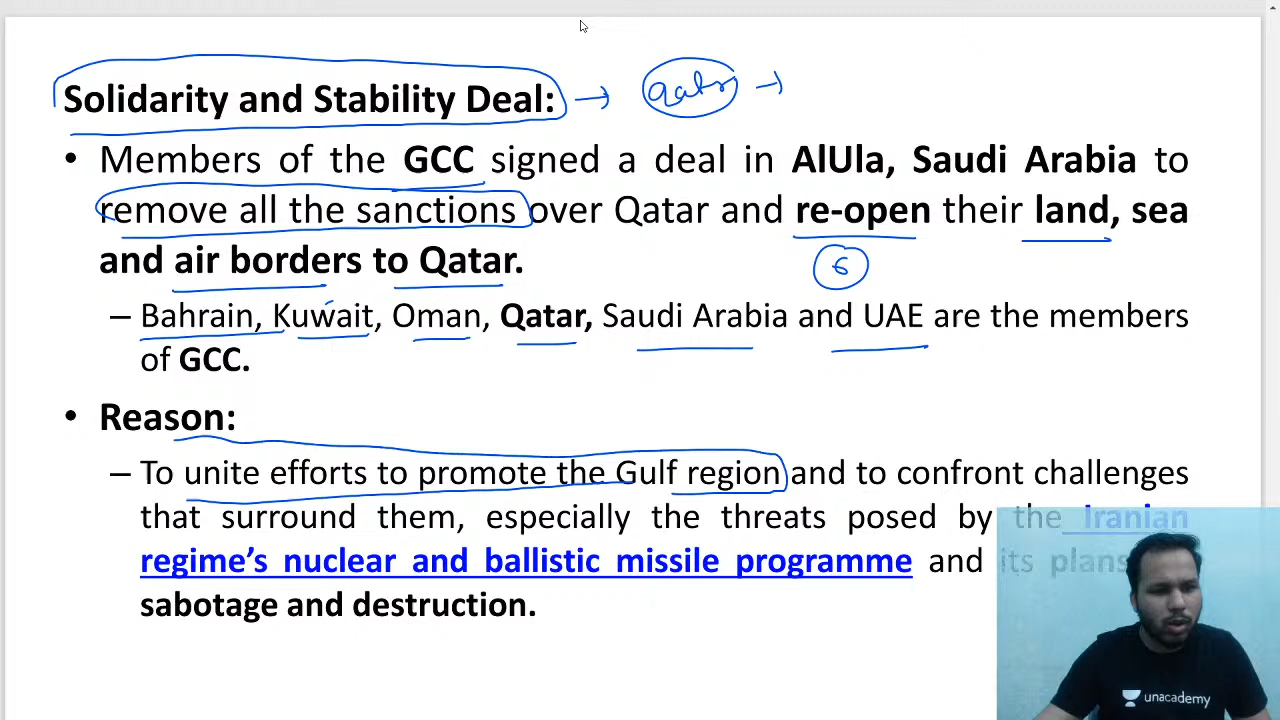 Solidarity and Stability Deal: → Qatar →
• Members of the GCC signed a deal in AlUla, Saudi Arabia to
remove all the sanctions over Qatar and re-open their land, sea
and air borders to Qatar.
6
– Bahrain, Kuwait, Oman, Qatar, Saudi Arabia and UAE are the members
of GCC.
• Reason:
– To unite efforts to promote the Gulf region and to confront challenges
that surround them, especially the threats posed by the Iranian
regime's nuclear and ballistic missile programme and its plans
sabotage and destruction.
unacademy